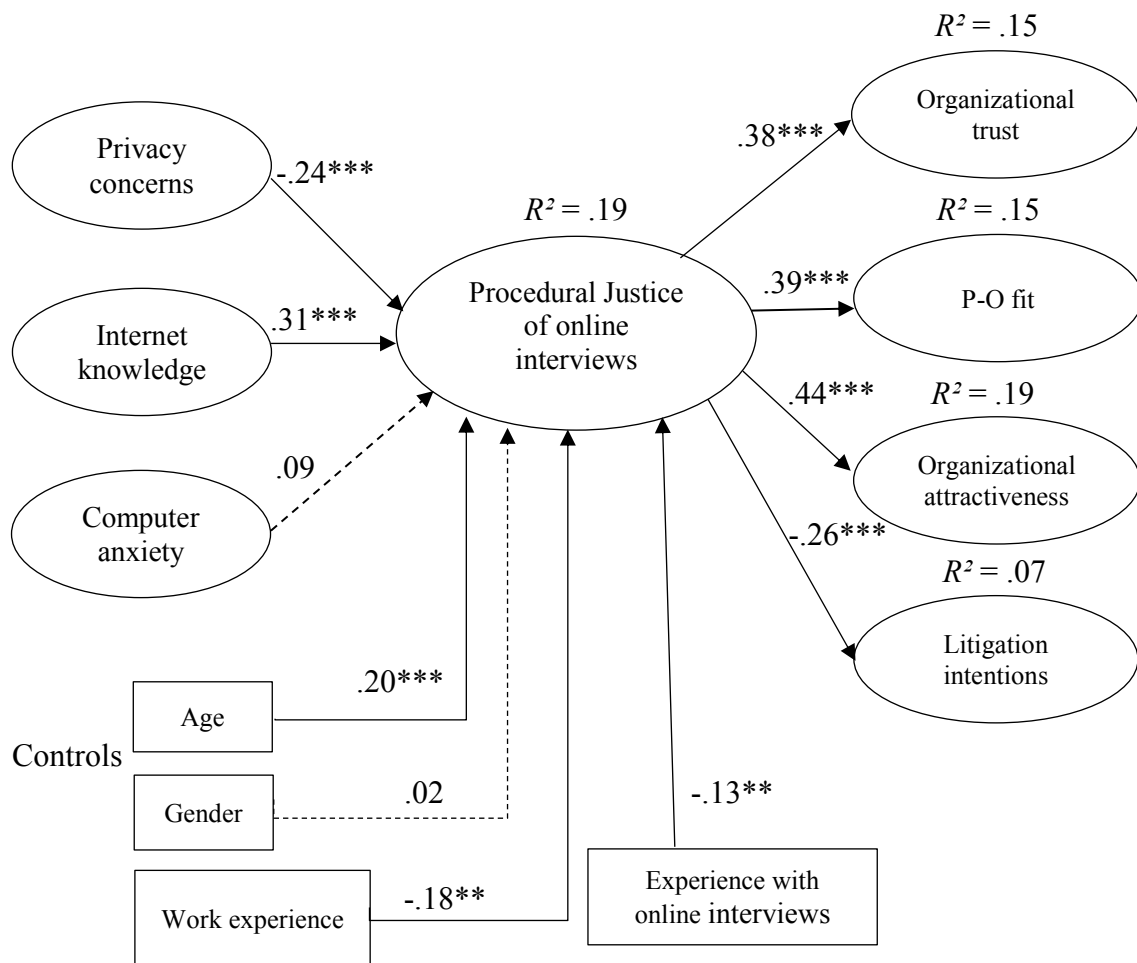 R² = .15
Organizational
trust
.38***
Privacy
concerns
-.24***
R² = .19
R² = .15
Procedural Justice
of online
interviews
.39***
P-O fit
Internet
knowledge
.31***
.44***
R² = .19
Organizational
attractiveness
.09
Computer
anxiety
-.26***
R² = .07
Litigation
intentions
Controls
Age
.20***
Gender
.02
Work experience
-.18**
-.13**
Experience with
online interviews